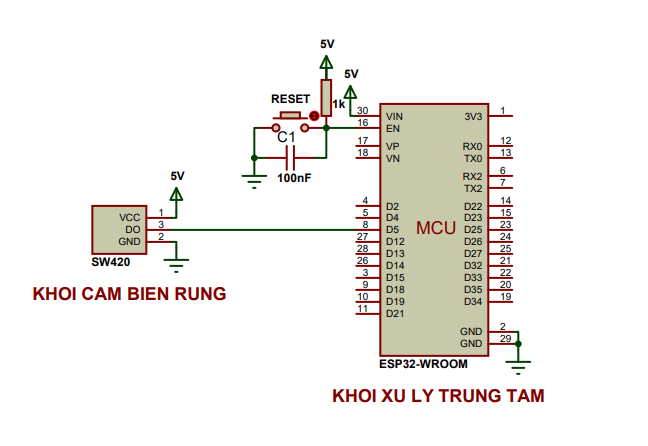 5V
5V
RESET
1k
C1
100nF
30 VIN 3V3 1
16 EN
17 VP RX0 12
18 VN TX0 13
RX2 6
TX2 7
4 D2 D22 14
5 D4 D23 15
8 D5 D25 23
27 D12 D26 24
28 D13 D27 25
26 D14 D32 21
3 D15 D33 22
9 D18 D35 20
10 D19 D34 19
11 D21
GND 2
GND 29
MCU
ESP32-WROOM
5V
VCC 1
DO 3
GND 2
SW420
KHOI CAM BIEN RUNG
KHOI XU LY TRUNG TAM